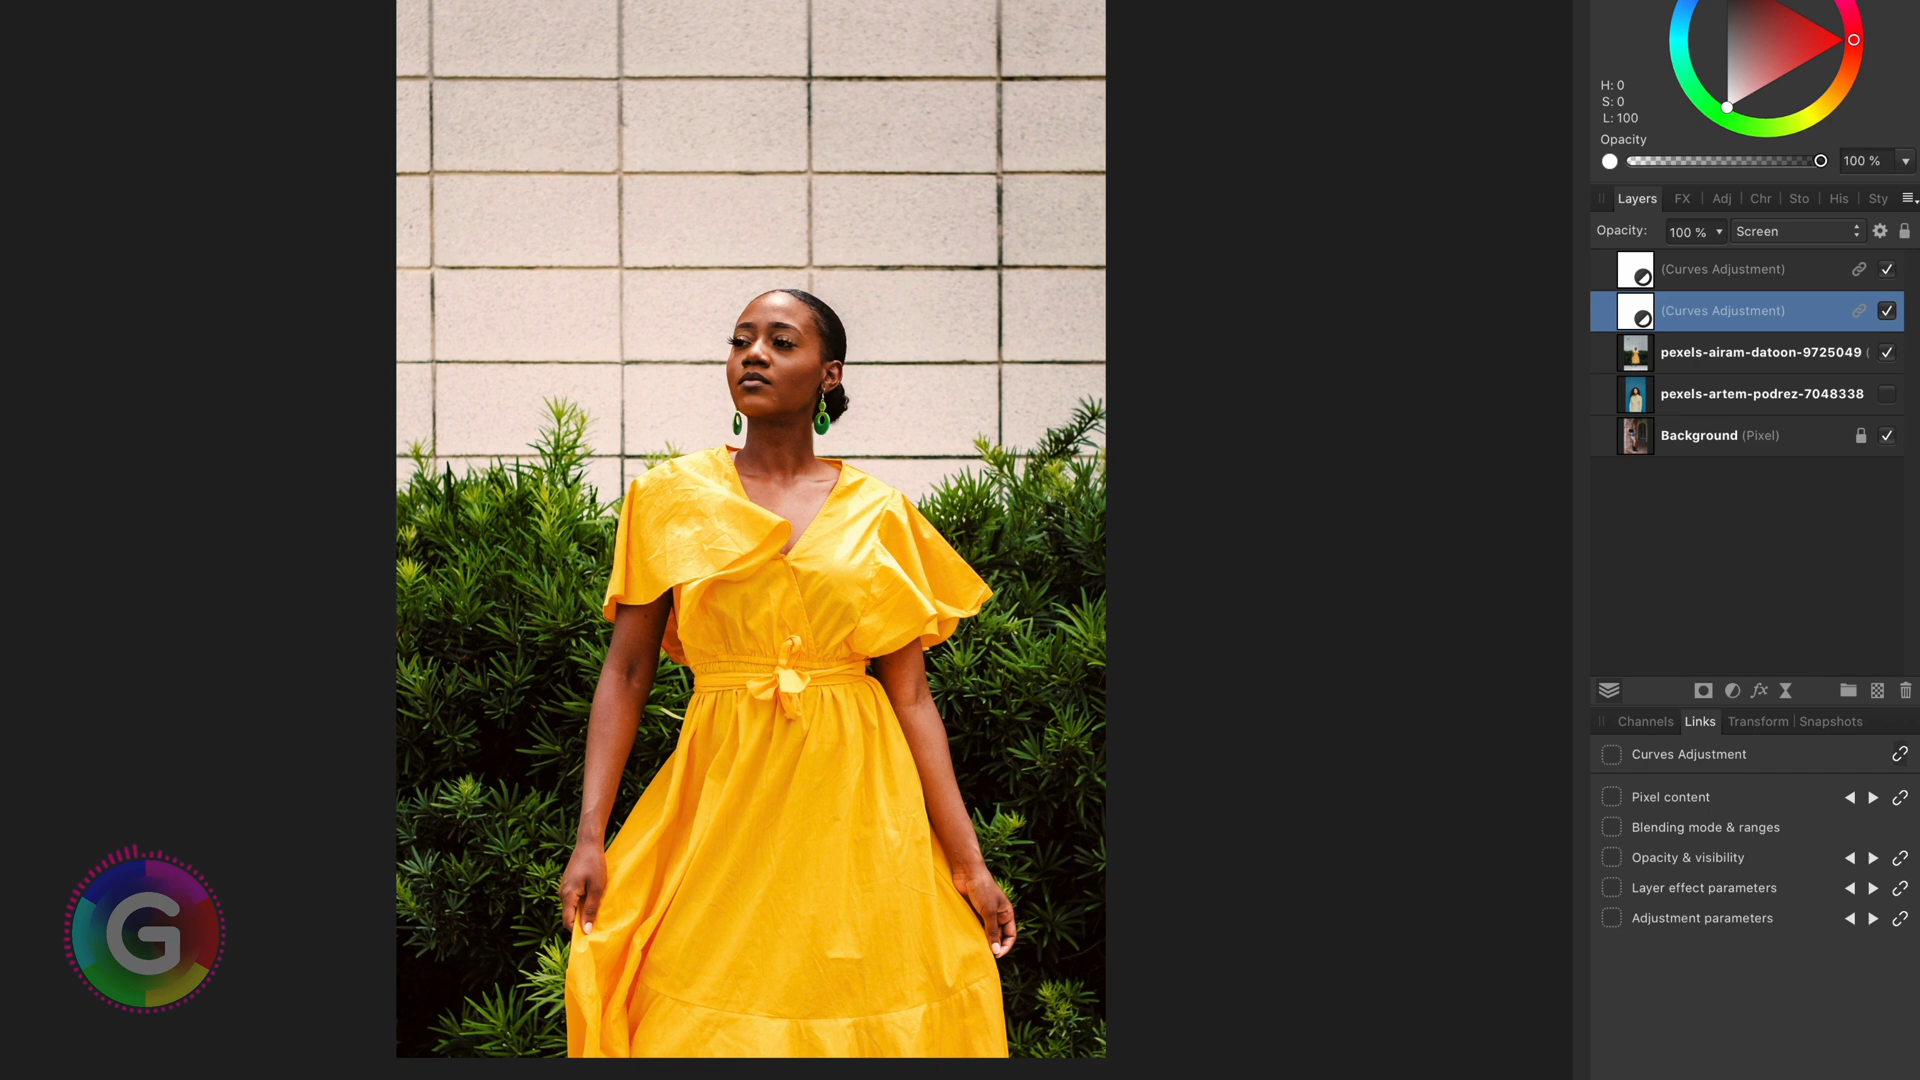 H: 0
S: 0
L: 100
Opacity
100 %
Layers FX Adj Chr Sto His Sty
Opacity: 100 % Screen
(Curves Adjustment)
(Curves Adjustment)
pexels-airam-datoon-9725049 (
pexels-artem-podrez-7048338
Background (Pixel)
fx
Channels Links Transform Snapshots
Curves Adjustment
Pixel content
Blending mode & ranges
Opacity & visibility
Layer effect parameters
Adjustment parameters
G